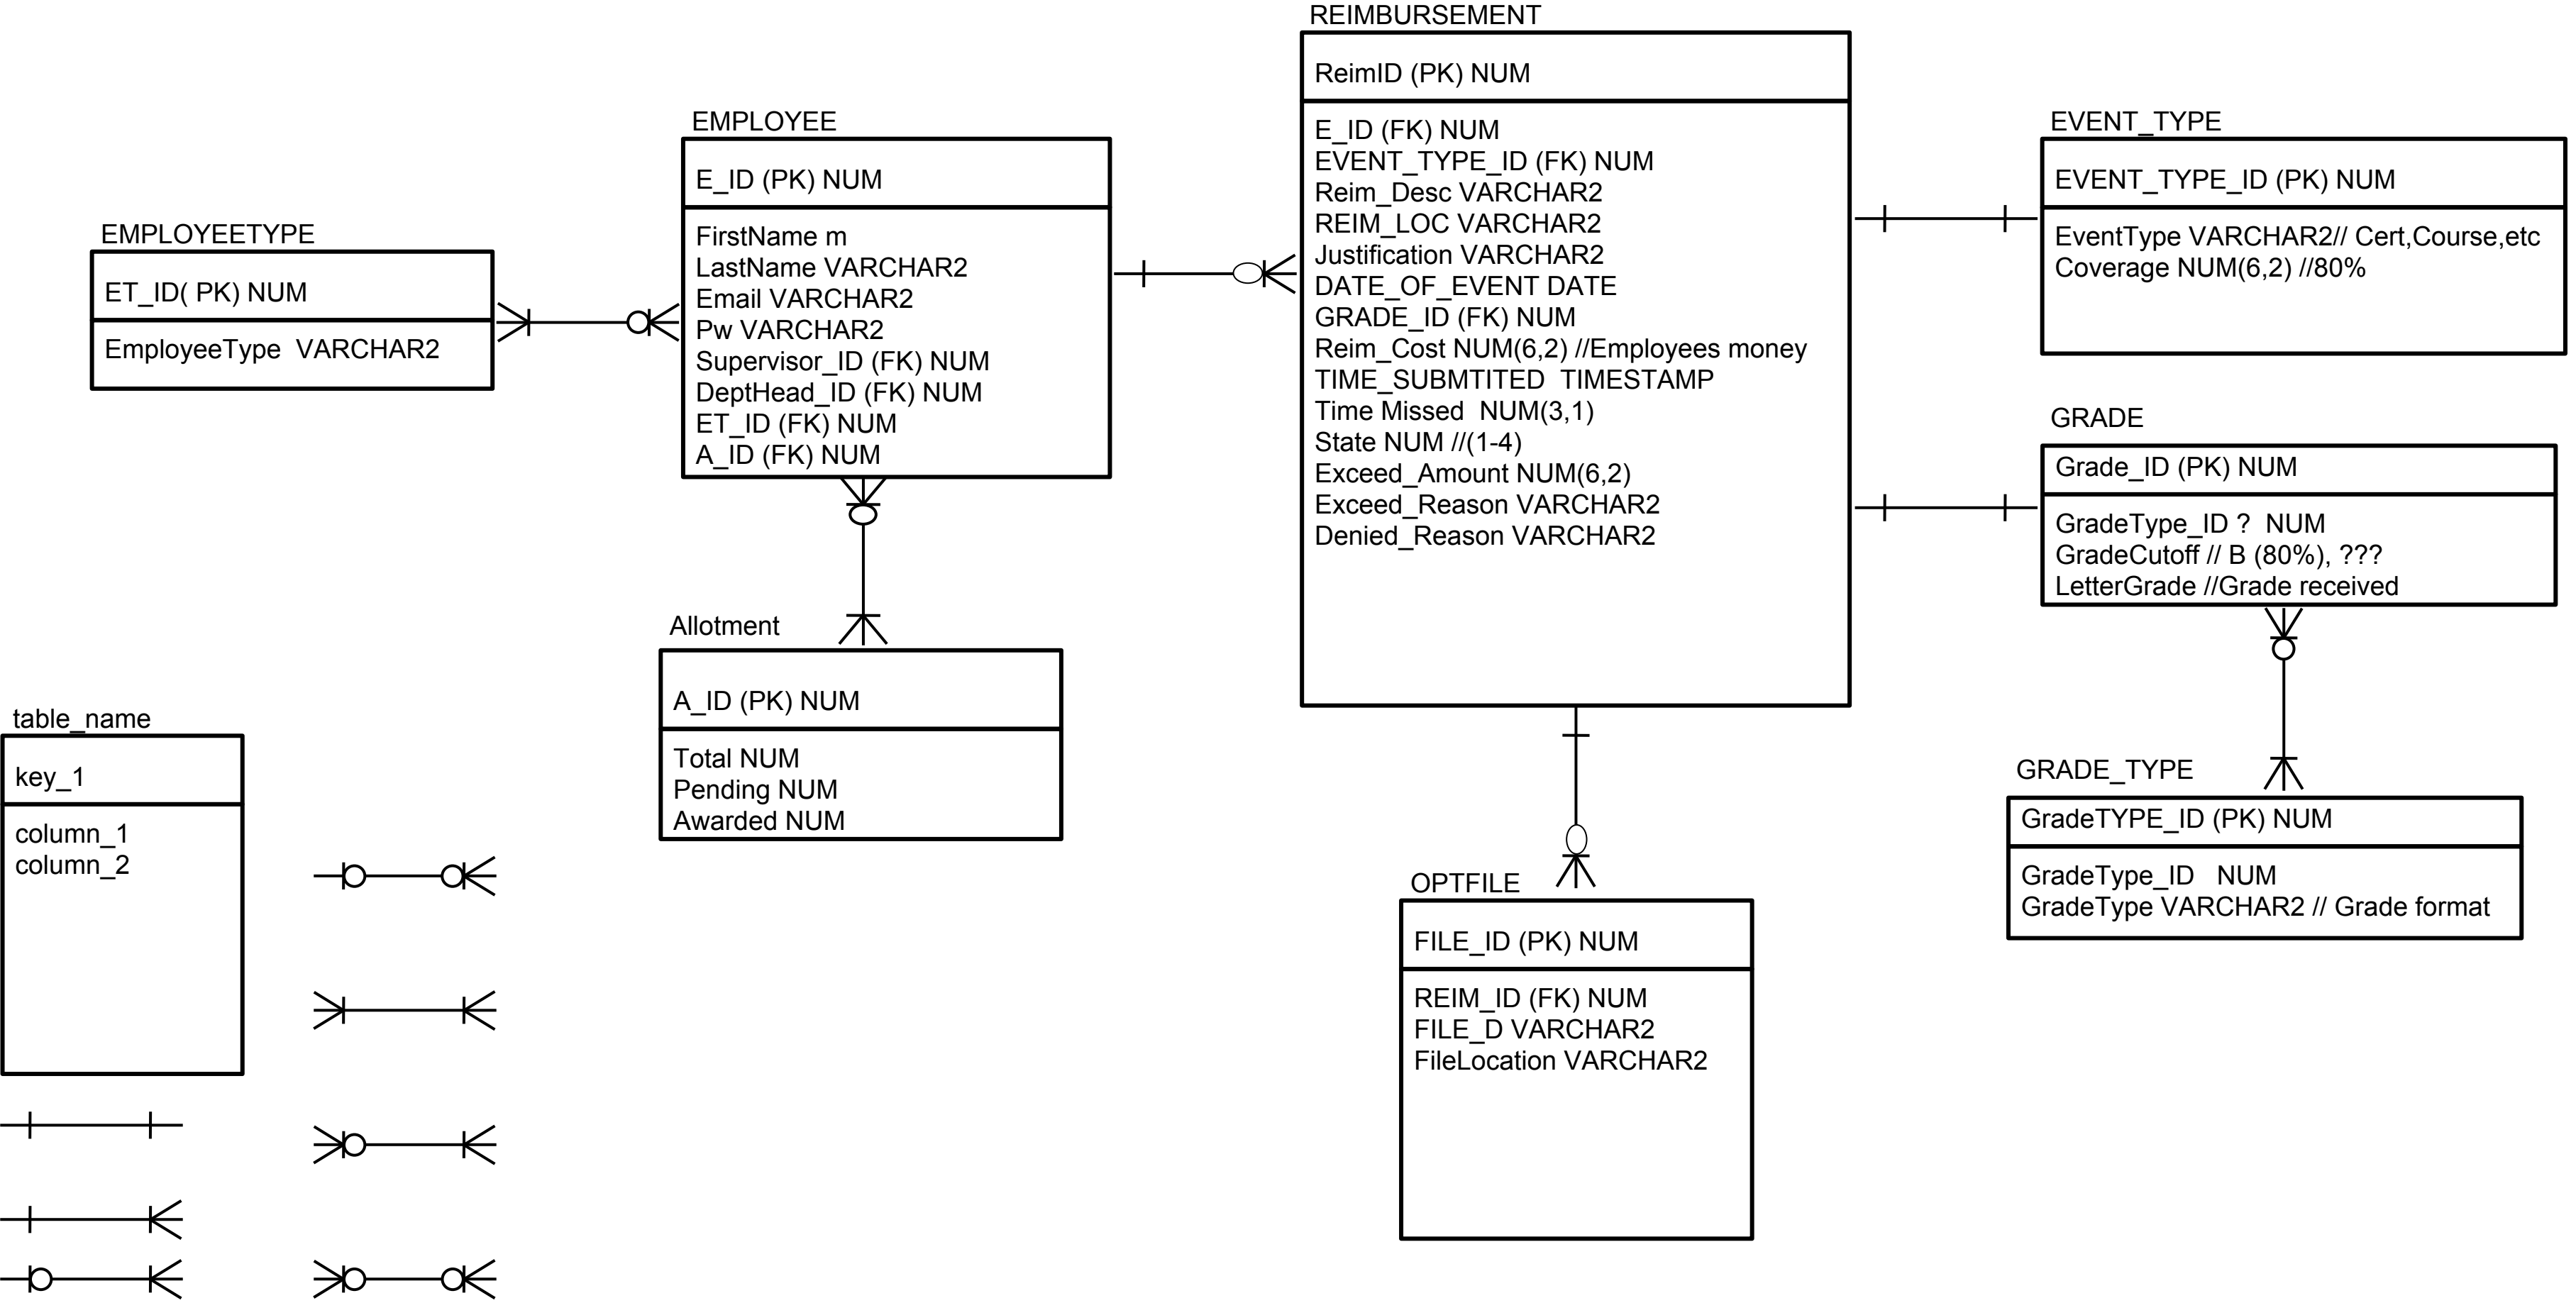 REIMBURSEMENT
ReimID (PK) NUM
E_ID (FK) NUM
EVENT_TYPE_ID (FK) NUM
Reim_Desc VARCHAR2
REIM_LOC VARCHAR2
Justification VARCHAR2
DATE_OF_EVENT DATE
GRADE_ID (FK) NUM
Reim_Cost NUM(6,2) //Employees money
TIME_SUBMTITED  TIMESTAMP
Time Missed  NUM(3,1)
State NUM //(1-4)
Exceed_Amount NUM(6,2)
Exceed_Reason VARCHAR2
Denied_Reason VARCHAR2
EMPLOYEE
E_ID (PK) NUM
FirstName m
LastName VARCHAR2
Email VARCHAR2
Pw VARCHAR2
Supervisor_ID (FK) NUM
DeptHead_ID (FK) NUM
ET_ID (FK) NUM
A_ID (FK) NUM
EVENT_TYPE
EVENT_TYPE_ID (PK) NUM
EventType VARCHAR2// Cert,Course,etc
Coverage NUM(6,2) //80%
EMPLOYEETYPE
ET_ID( PK) NUM
EmployeeType  VARCHAR2
GRADE
Grade_ID (PK) NUM
GradeType_ID ?  NUM
GradeCutoff // B (80%), ???
LetterGrade //Grade received
Allotment
A_ID (PK) NUM
Total NUM
Pending NUM
Awarded NUM
table_name
key_1
column_1
column_2
GRADE_TYPE
GradeTYPE_ID (PK) NUM
GradeType_ID   NUM
GradeType VARCHAR2 // Grade format
OPTFILE
FILE_ID (PK) NUM
REIM_ID (FK) NUM
FILE_D VARCHAR2
FileLocation VARCHAR2